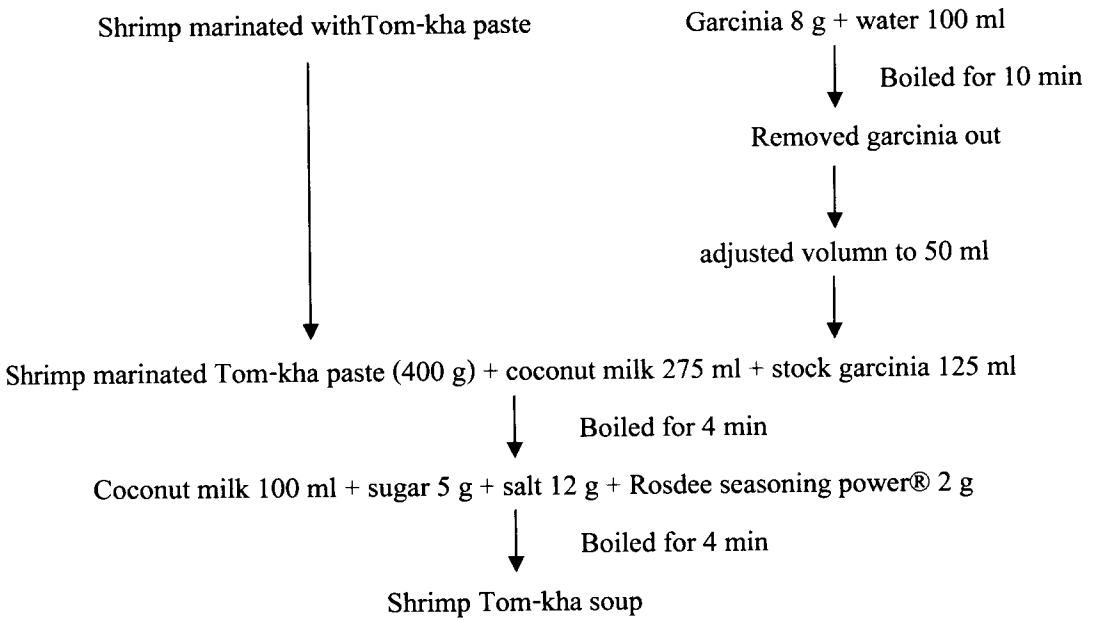 Shrimp marinated withTom-kha paste
Garcinia 8 g + water 100 ml
Boiled for 10 min
Removed garcinia out
adjusted volumn to 50 ml
Shrimp marinated Tom-kha paste (400 g) + coconut milk 275 ml + stock garcinia 125 ml
Boiled for 4 min
Coconut milk 100 ml + sugar 5 g + salt 12 g + Rosdee seasoning power® 2 g
Boiled for 4 min
Shrimp Tom-kha soup